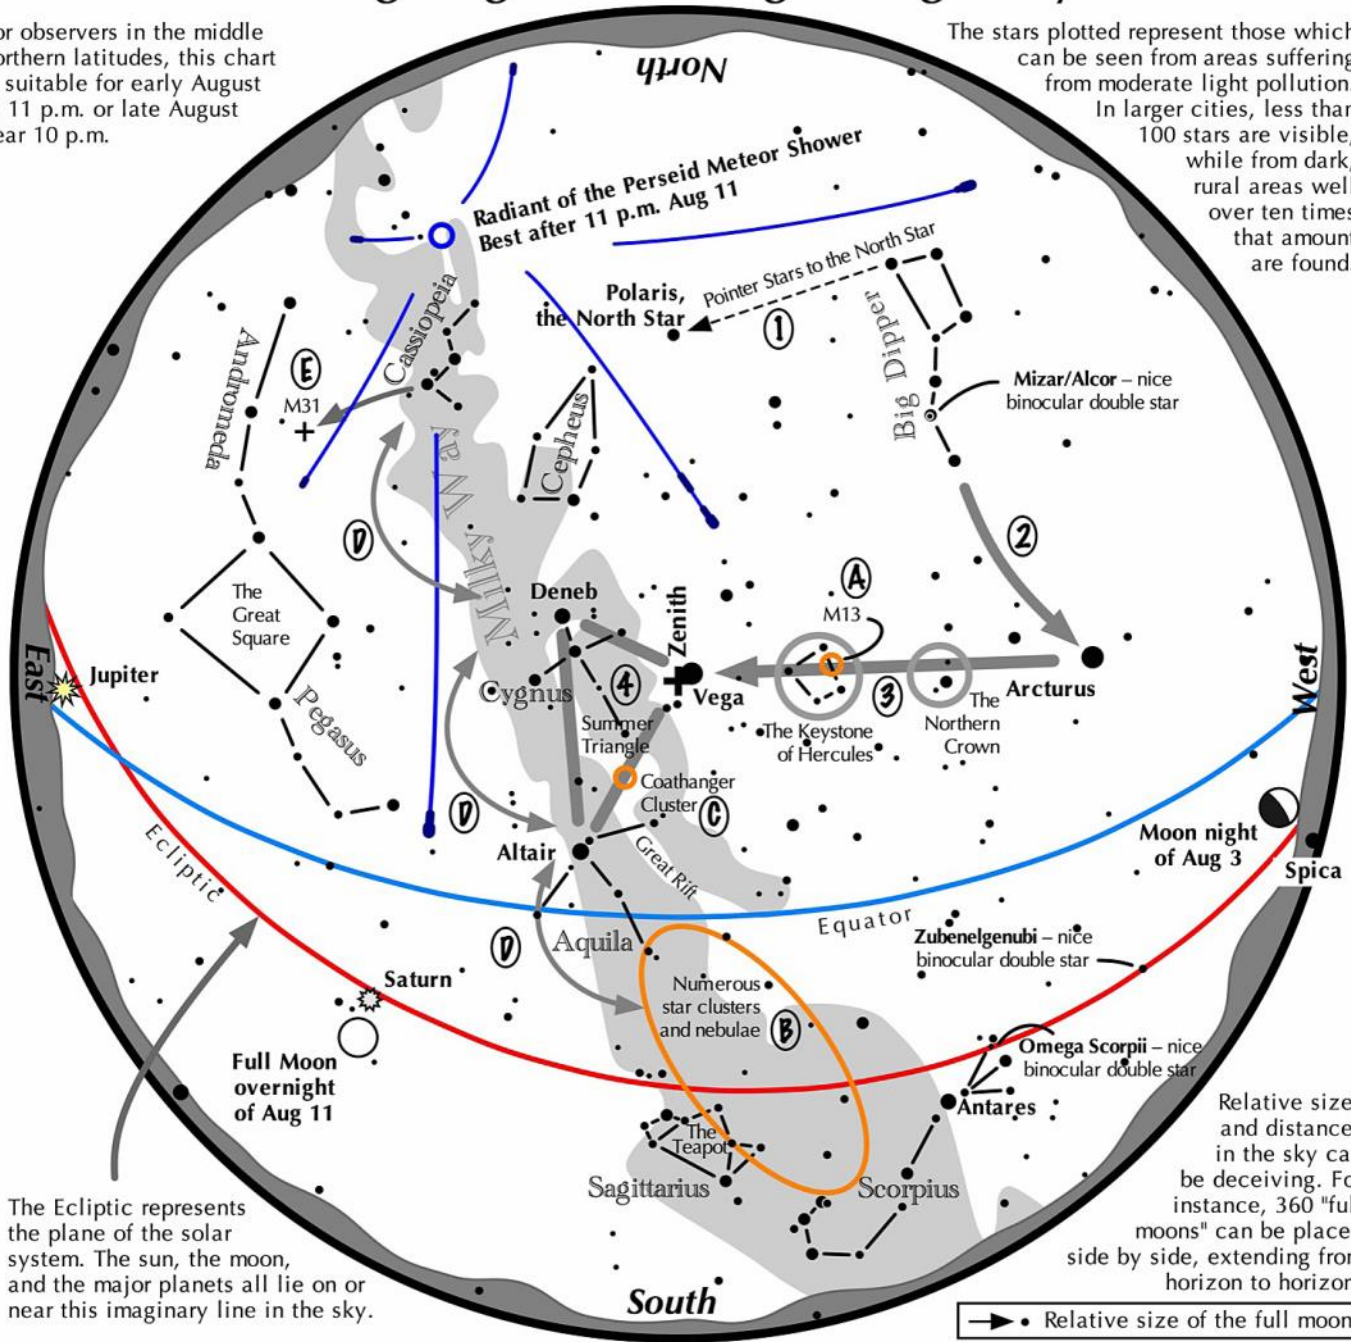 or observers in the middle
orthern latitudes, this chart
suitable for early August
11 p.m. or late August
ear 10 p.m.
The stars plotted represent those which
can be seen from areas suffering
from moderate light pollution.
In larger cities, less than
100 stars are visible,
while from dark,
rural areas well
over ten times
that amount
are found.
North
Radiant of the Perseid Meteor Shower
Best after 11 p.m. Aug 11
Pointer Stars to the North Star
Polaris,
the North Star
1
Big Dipper
Mizar/Alcor – nice
binocular double star
Cassiopeia
Andromeda
E
M31
Cepheus
Milky Way
D
2
A
M13
Deneb
Zenith
The
Great
Square
East
Jupiter
Pegasus
Cygnus
4
Vega
3
Arcturus
West
Summer
Triangle
The Keystone
of Hercules
The
Northern
Crown
Coathanger
Cluster
C
D
Altair
Great Rift
Moon night
of Aug 3
Spica
Ecliptic
Equator
Aquila
D
Zubenelgenubi – nice
binocular double star
Saturn
Numerous
star clusters
and nebulae
B
Full Moon
overnight
of Aug 11
Omega Scorpii – nice
binocular double star
Antares
The
Teapot
Sagittarius
Scorpius
South
The Ecliptic represents
the plane of the solar
system. The sun, the moon,
and the major planets all lie on or
near this imaginary line in the sky.
Relative size
and distance
in the sky ca
be deceiving. Fo
instance, 360 "ful
moons" can be place
side by side, extending from
horizon to horizon
Relative size of the full moon